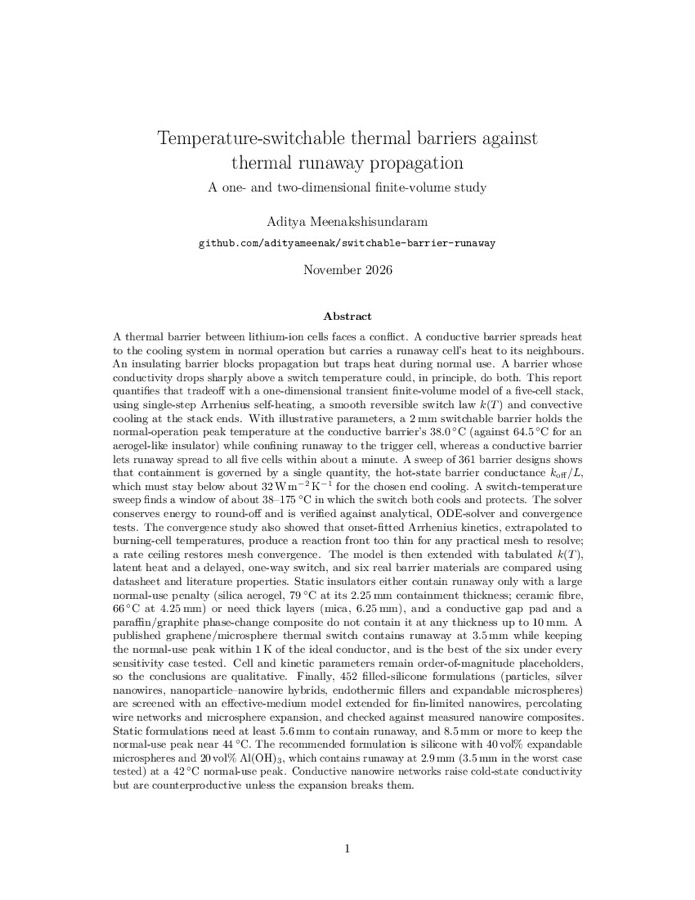 Temperature-switchable thermal barriers against
thermal runaway propagation
A one- and two-dimensional finite-volume study
Aditya Meenakshisundaram
github.com/adityameenak/switchable-barrier-runaway
November 2026
Abstract
A thermal barrier between lithium-ion cells faces a conflict. A conductive barrier spreads heat
to the cooling system in normal operation but carries a runaway cell's heat to its neighbours.
An insulating barrier blocks propagation but traps heat during normal use. A barrier whose
conductivity drops sharply above a switch temperature could, in principle, do both. This report
quantifies that tradeoff with a one-dimensional transient finite-volume model of a five-cell stack,
using single-step Arrhenius self-heating, a smooth reversible switch law k(T) and convective
cooling at the stack ends. With illustrative parameters, a 2 mm switchable barrier holds the
normal-operation peak temperature at the conductive barrier's 38.0 °C (against 64.5 °C for an
aerogel-like insulator) while confining runaway to the trigger cell, whereas a conductive barrier
lets runaway spread to all five cells within about a minute. A sweep of 361 barrier designs shows
that containment is governed by a single quantity, the hot-state barrier conductance k_off/L,
which must stay below about 32 W m⁻² K⁻¹ for the chosen end cooling. A switch-temperature
sweep finds a window of about 38–175 °C in which the switch both cools and protects. The solver
conserves energy to round-off and is verified against analytical, ODE-solver and convergence
tests. The convergence study also showed that onset-fitted Arrhenius kinetics, extrapolated to
burning-cell temperatures, produce a reaction front too thin for any practical mesh to resolve;
a rate ceiling restores mesh convergence. The model is then extended with tabulated k(T),
latent heat and a delayed, one-way switch, and six real barrier materials are compared using
datasheet and literature properties. Static insulators either contain runaway only with a large
normal-use penalty (silica aerogel, 79 °C at its 2.25 mm containment thickness; ceramic fibre,
66 °C at 4.25 mm) or need thick layers (mica, 6.25 mm), and a conductive gap pad and a
paraffin/graphite phase-change composite do not contain it at any thickness up to 10 mm. A
published graphene/microsphere thermal switch contains runaway at 3.5 mm while keeping
the normal-use peak within 1 K of the ideal conductor, and is the best of the six under every
sensitivity case tested. Cell and kinetic parameters remain order-of-magnitude placeholders,
so the conclusions are qualitative. Finally, 452 filled-silicone formulations (particles, silver
nanowires, nanoparticle–nanowire hybrids, endothermic fillers and expandable microspheres)
are screened with an effective-medium model extended for fin-limited nanowires, percolating
wire networks and microsphere expansion, and checked against measured nanowire composites.
Static formulations need at least 5.6 mm to contain runaway, and 8.5 mm or more to keep the
normal-use peak near 44 °C. The recommended formulation is silicone with 40 vol% expandable
microspheres and 20 vol% Al(OH)₃, which contains runaway at 2.9 mm (3.5 mm in the worst case
tested) at a 42 °C normal-use peak. Conductive nanowire networks raise cold-state conductivity
but are counterproductive unless the expansion breaks them.
1